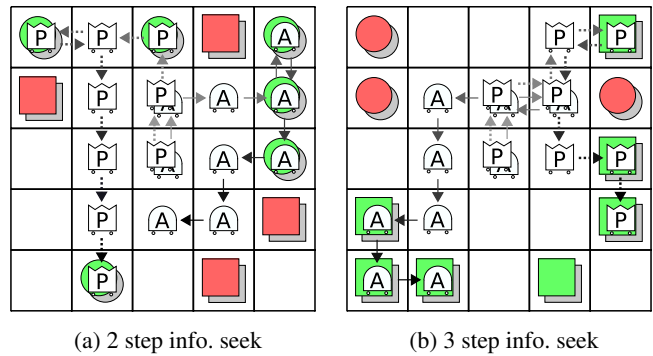 P P P A
P P A A
P P A A
P A A
P
(a) 2 step info. seek
P P
A P P
A P P P
A A P
A A
(b) 3 step info. seek